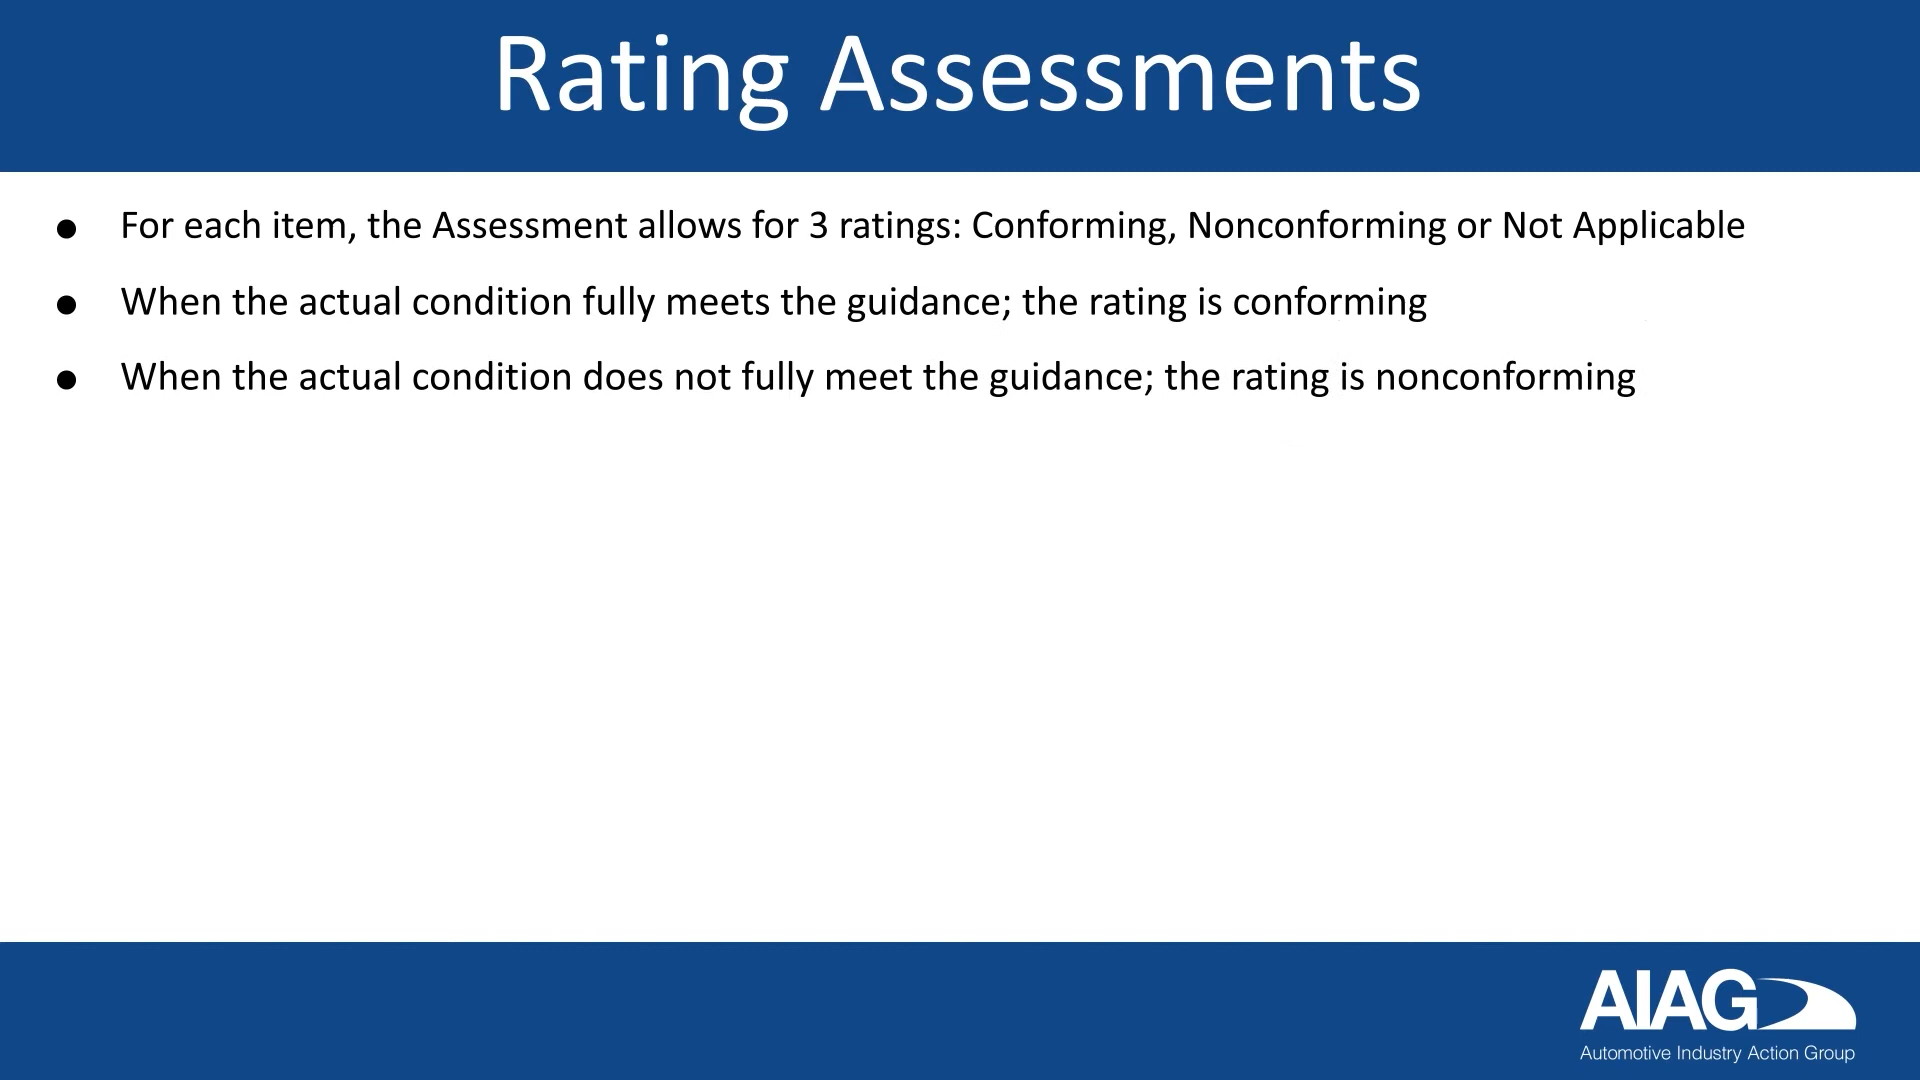 Rating Assessments
● For each item, the Assessment allows for 3 ratings: Conforming, Nonconforming or Not Applicable
● When the actual condition fully meets the guidance; the rating is conforming
● When the actual condition does not fully meet the guidance; the rating is nonconforming
AIAG
Automotive Industry Action Group